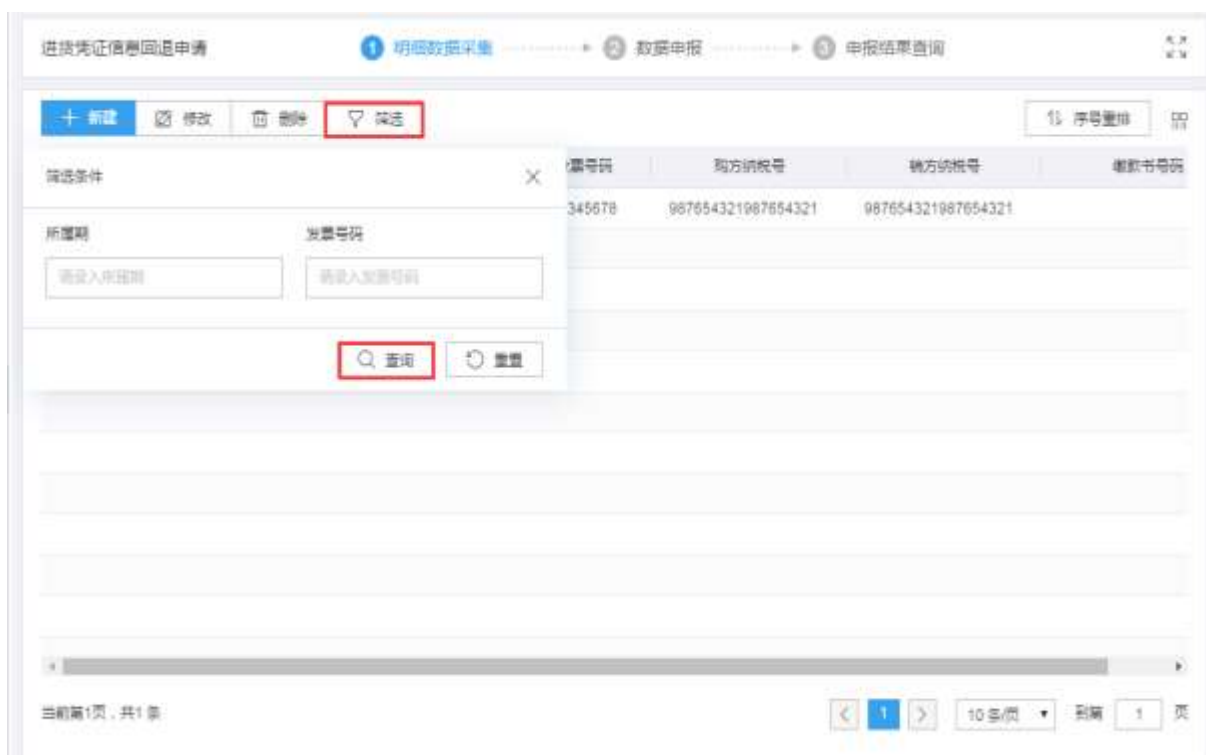 进货凭证信息回退申请 1 明细数据采集 2 数据申报 3 申报结果查询
新建 修改 删除 筛选 序号重排
筛选条件 票号码 购方纳税号 销方纳税号 缴款书号码
345678 987654321987654321 987654321987654321
所属期 发票号码
请录入所属期 请录入发票号码
查询 重置
当前第1页，共1条 < 1 > 10 条/页 到第 1 页